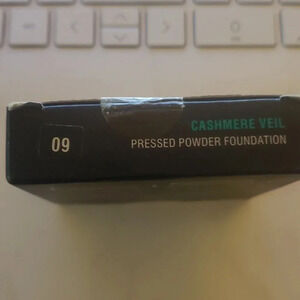 09
CASHMERE VEIL
PRESSED POWDER FOUNDATION